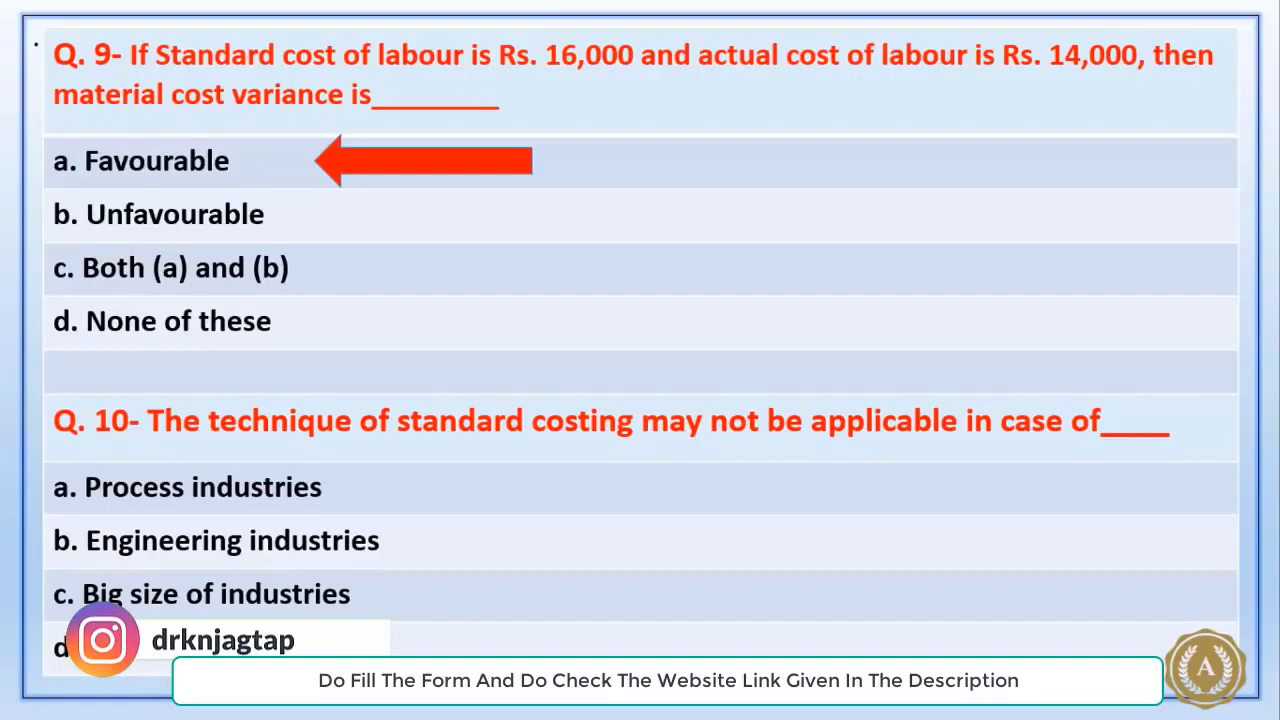 Q. 9- If Standard cost of labour is Rs. 16,000 and actual cost of labour is Rs. 14,000, then
material cost variance is________
a. Favourable
b. Unfavourable
c. Both (a) and (b)
d. None of these
Q. 10- The technique of standard costing may not be applicable in case of____
a. Process industries
b. Engineering industries
c. Big size of industries
d
drknjagtap
Do Fill The Form And Do Check The Website Link Given In The Description
A